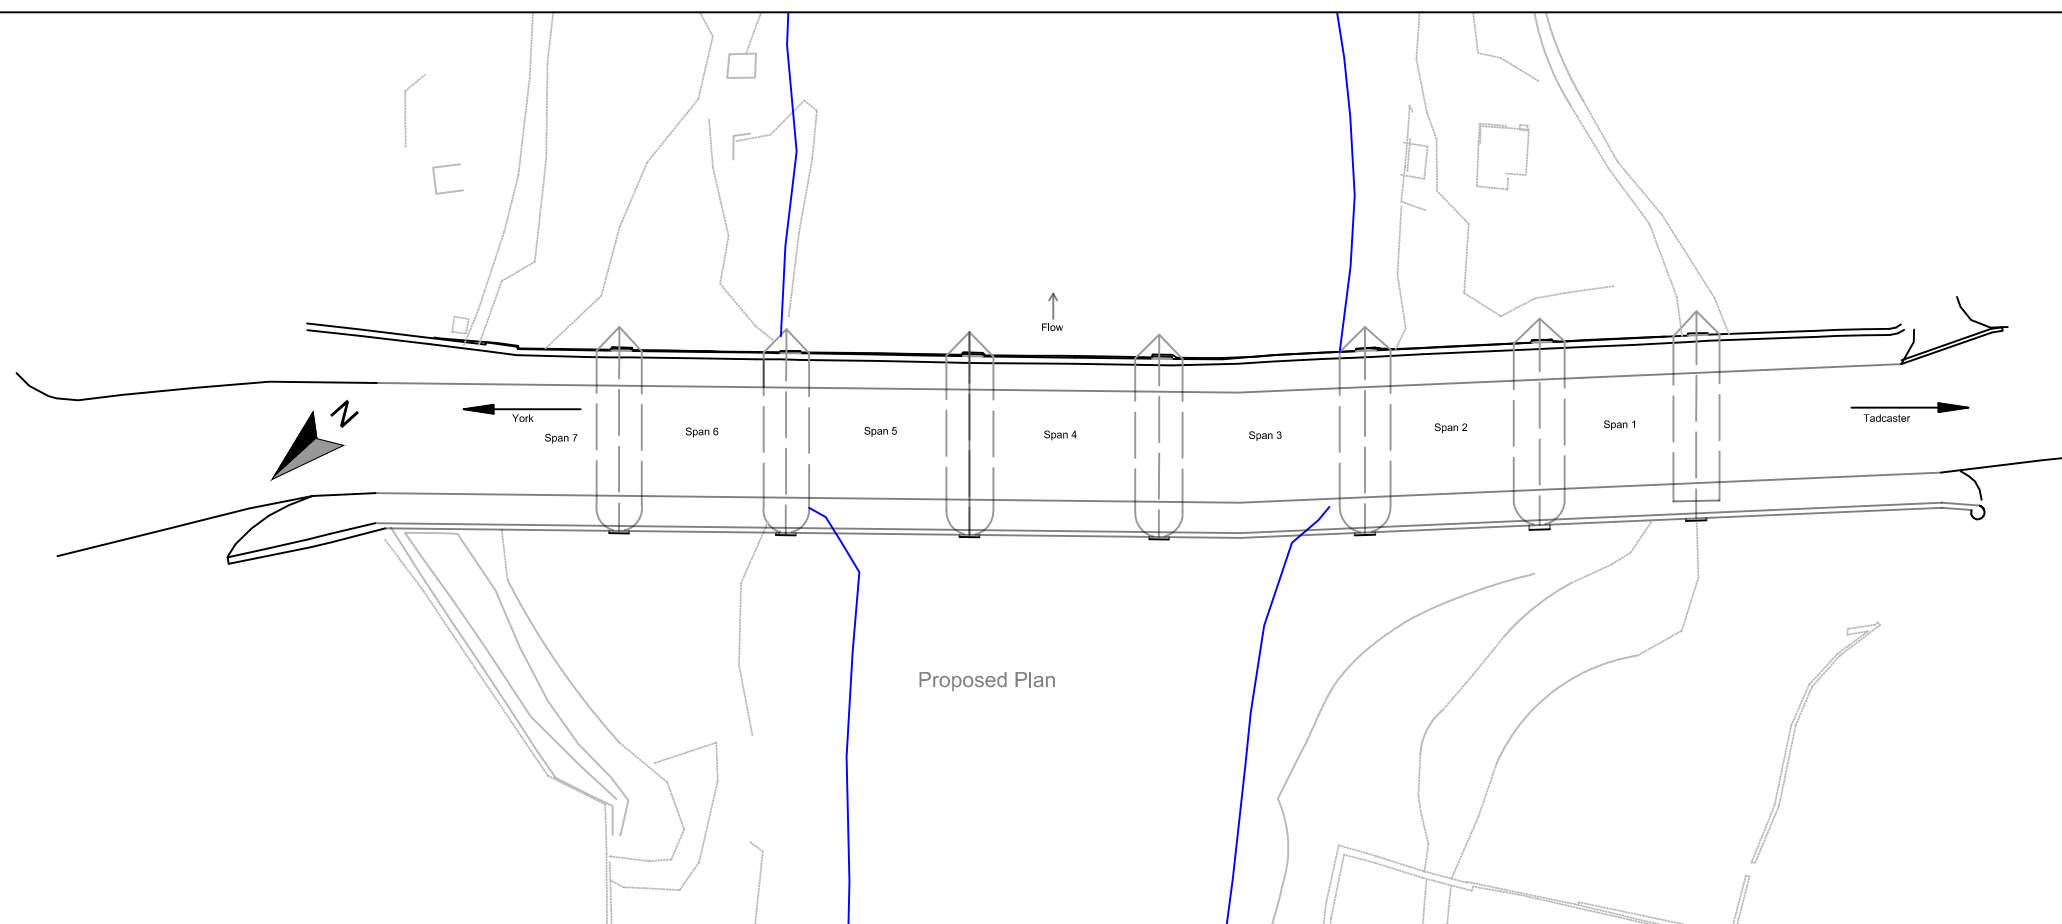 Flow
N
York
Tadcaster
Span 7
Span 6
Span 5
Span 4
Span 3
Span 2
Span 1
Proposed Plan